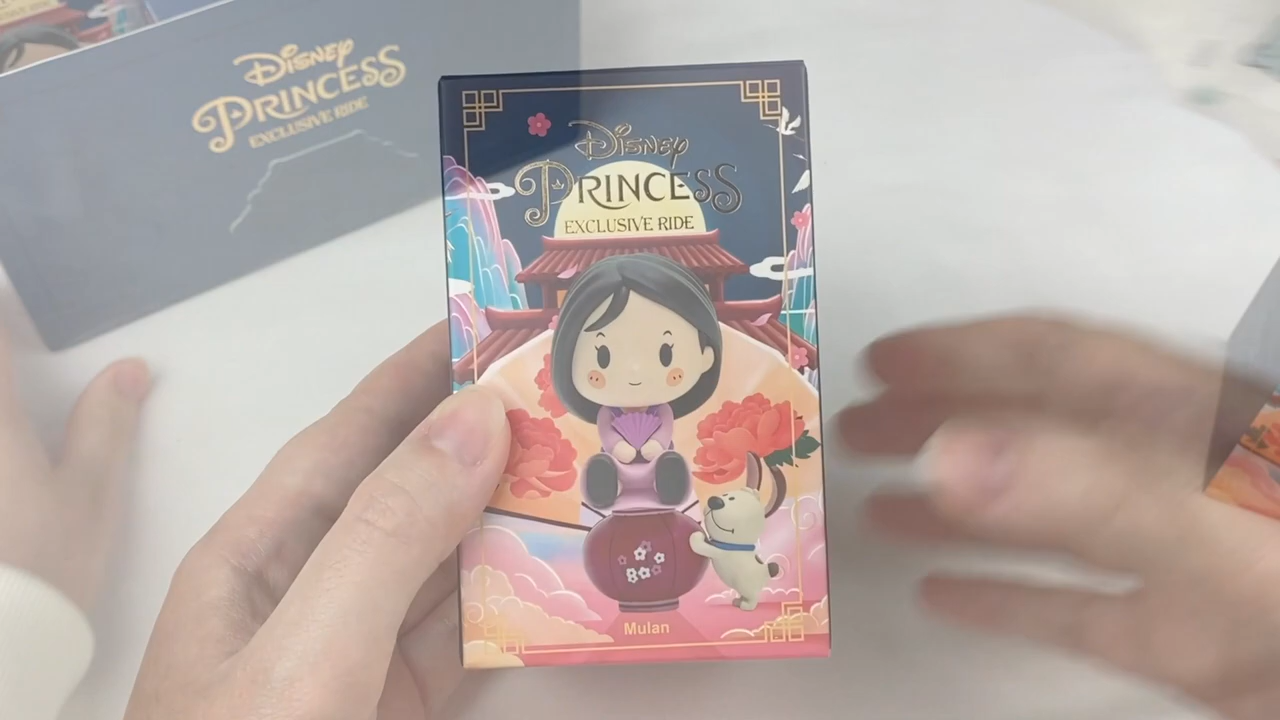 Disney
PRINCESS
EXCLUSIVE RIDE
Disney
PRINCESS
EXCLUSIVE RIDE
Mulan